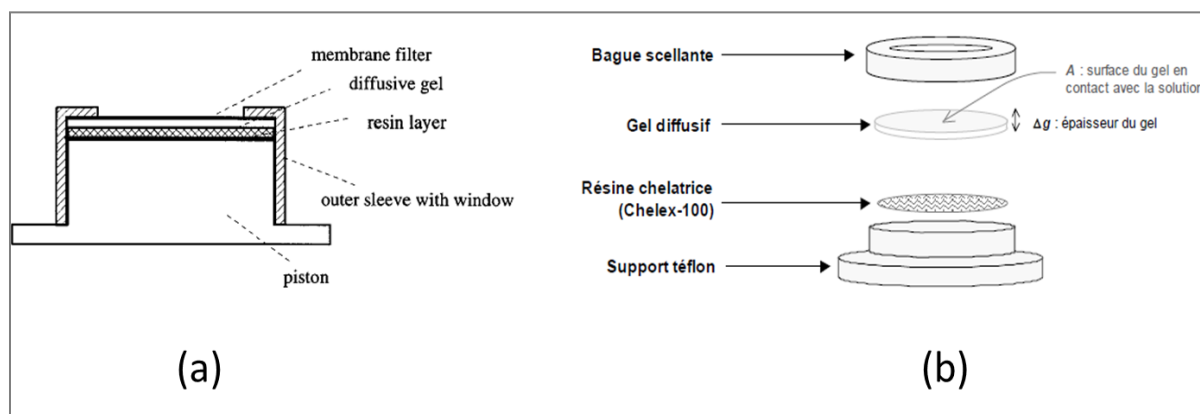 membrane filter
diffusive gel
resin layer
outer sleeve with window
piston
(a)
Bague scellante
A : surface du gel en
contact avec la solution
Gel diffusif
Δg : épaisseur du gel
Résine chelatrice
(Chelex-100)
Support téflon
(b)